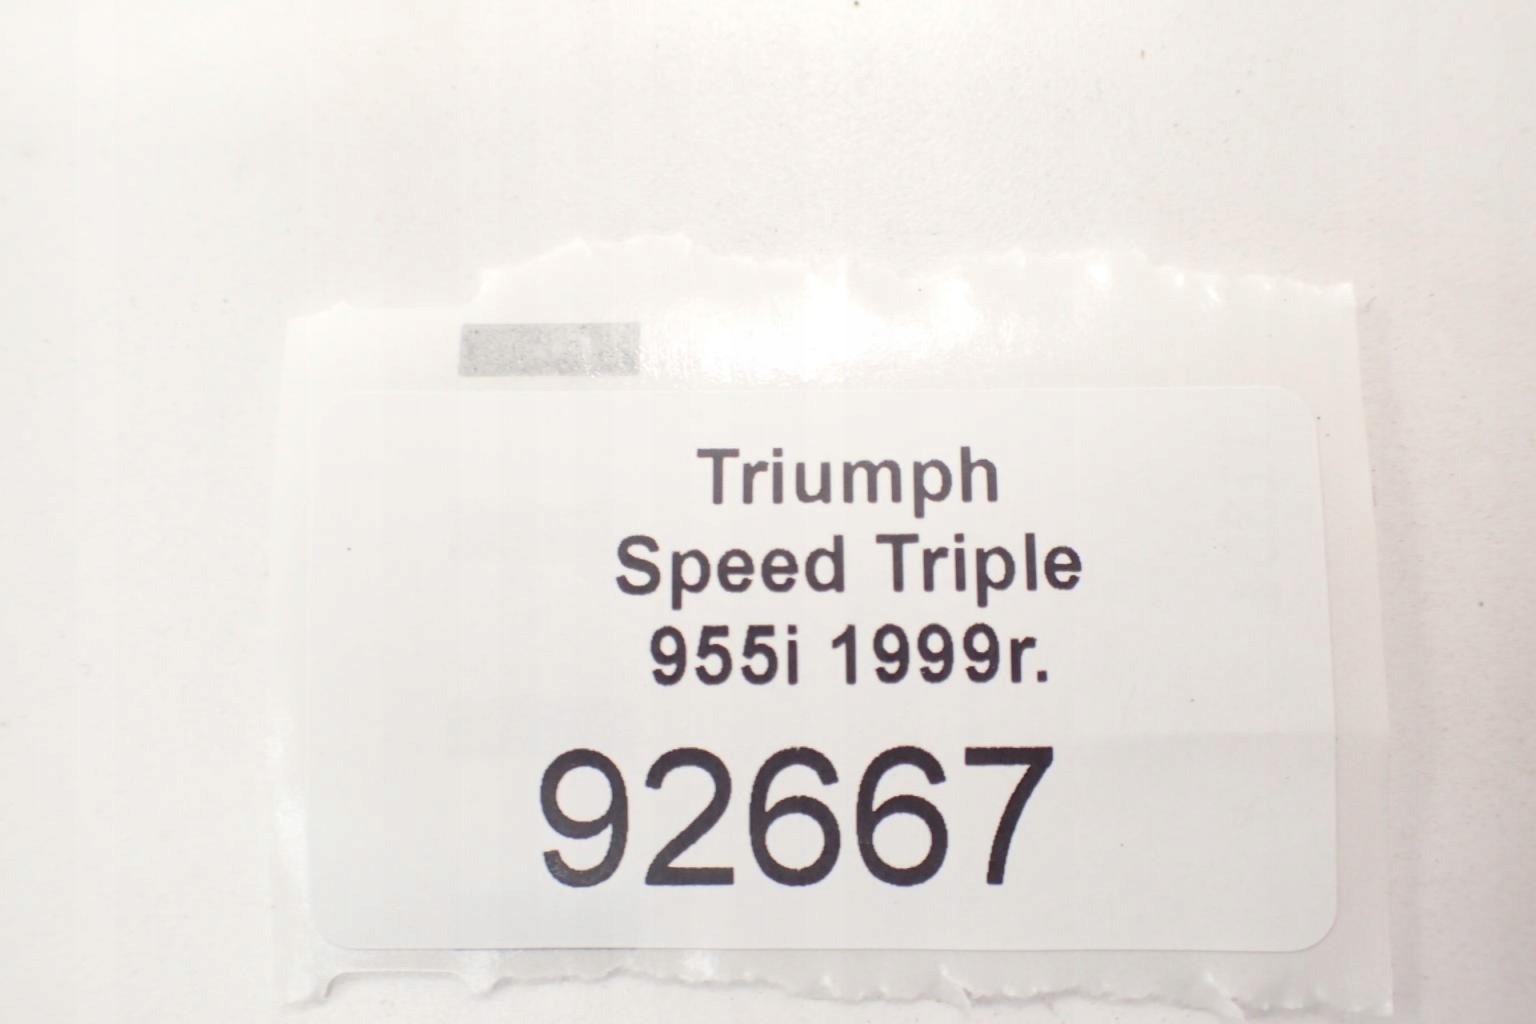 Triumph
Speed Triple
955i 1999r.
92667